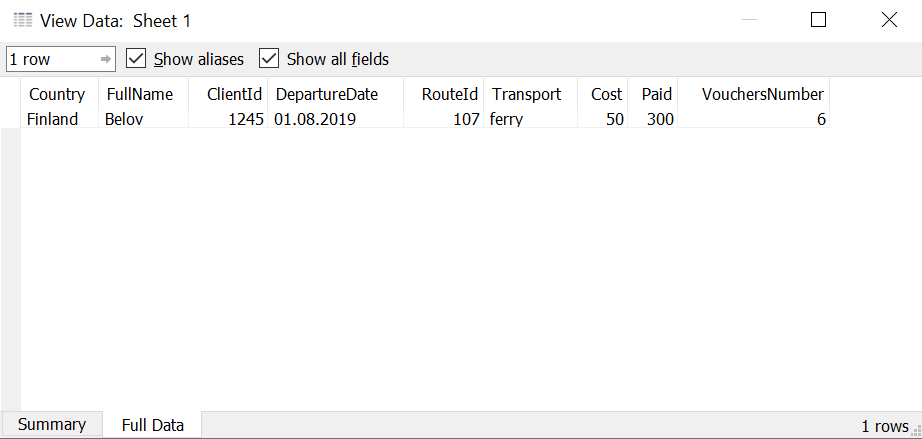 View Data: Sheet 1
1 row Show aliases Show all fields
Country FullName ClientId DepartureDate RouteId Transport Cost Paid VouchersNumber
Finland Belov 1245 01.08.2019 107 ferry 50 300 6
Summary Full Data 1 rows